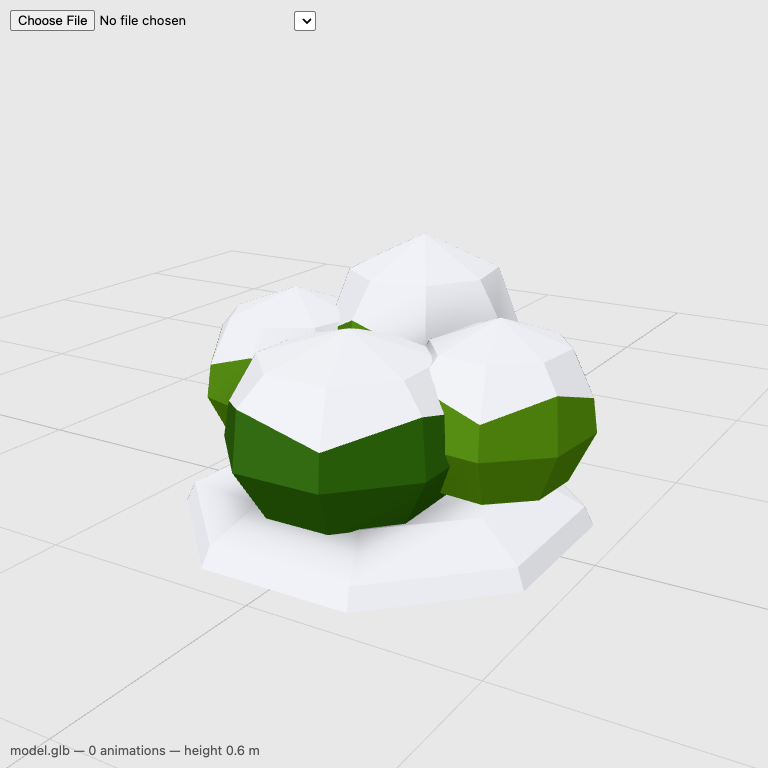 Choose File No file chosen
model.glb — 0 animations — height 0.6 m